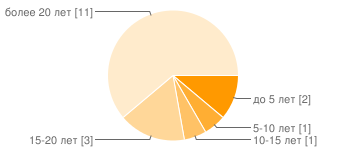 более 20 лет [11]
до 5 лет [2]
5-10 лет [1]
15-20 лет [3]
10-15 лет [1]